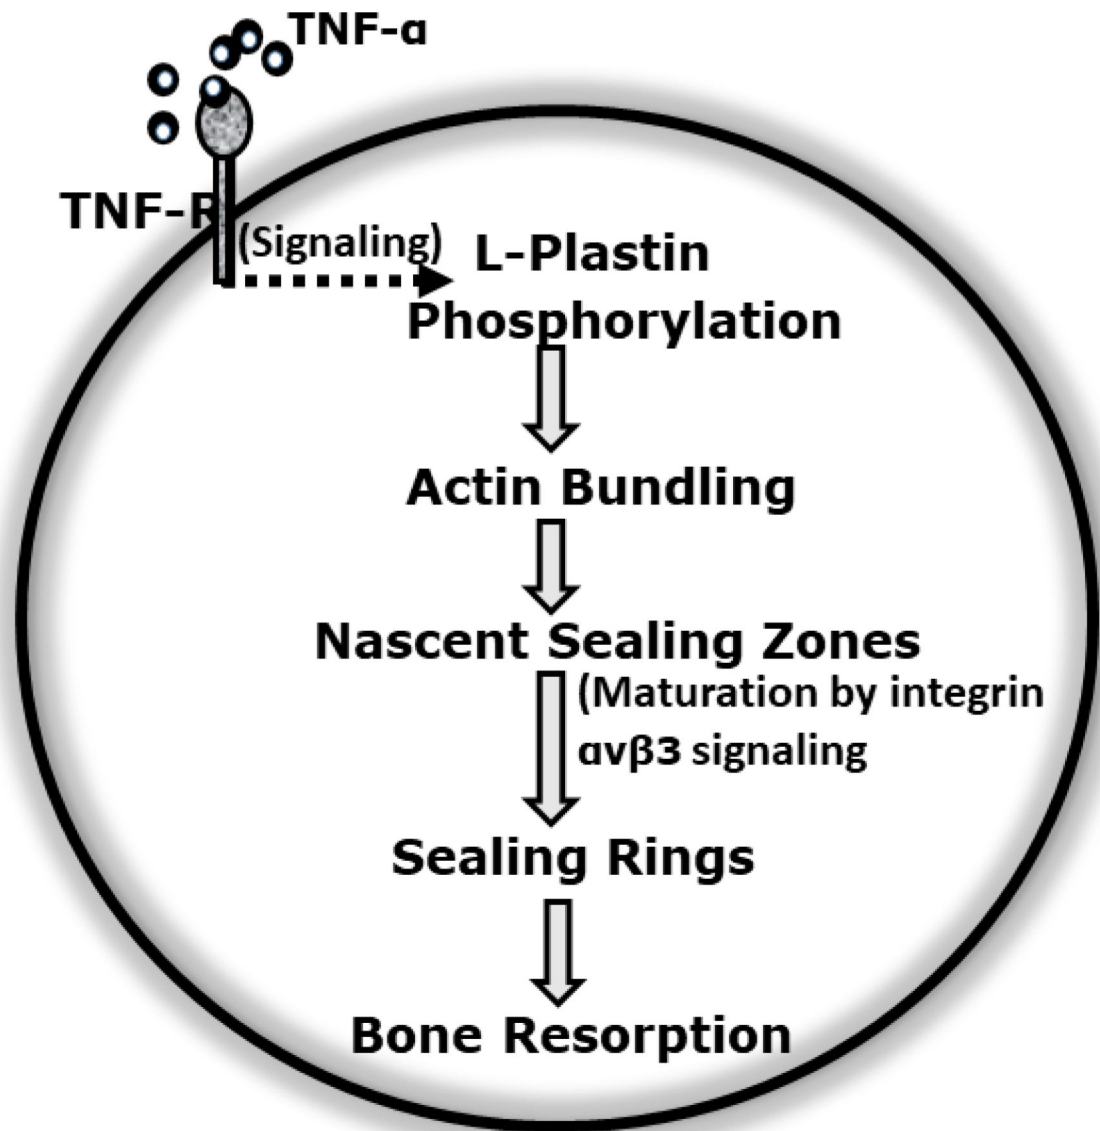 TNF-α
TNF-R
(Signaling)
L-Plastin
Phosphorylation
Actin Bundling
Nascent Sealing Zones
(Maturation by integrin
αvβ3 signaling
Sealing Rings
Bone Resorption